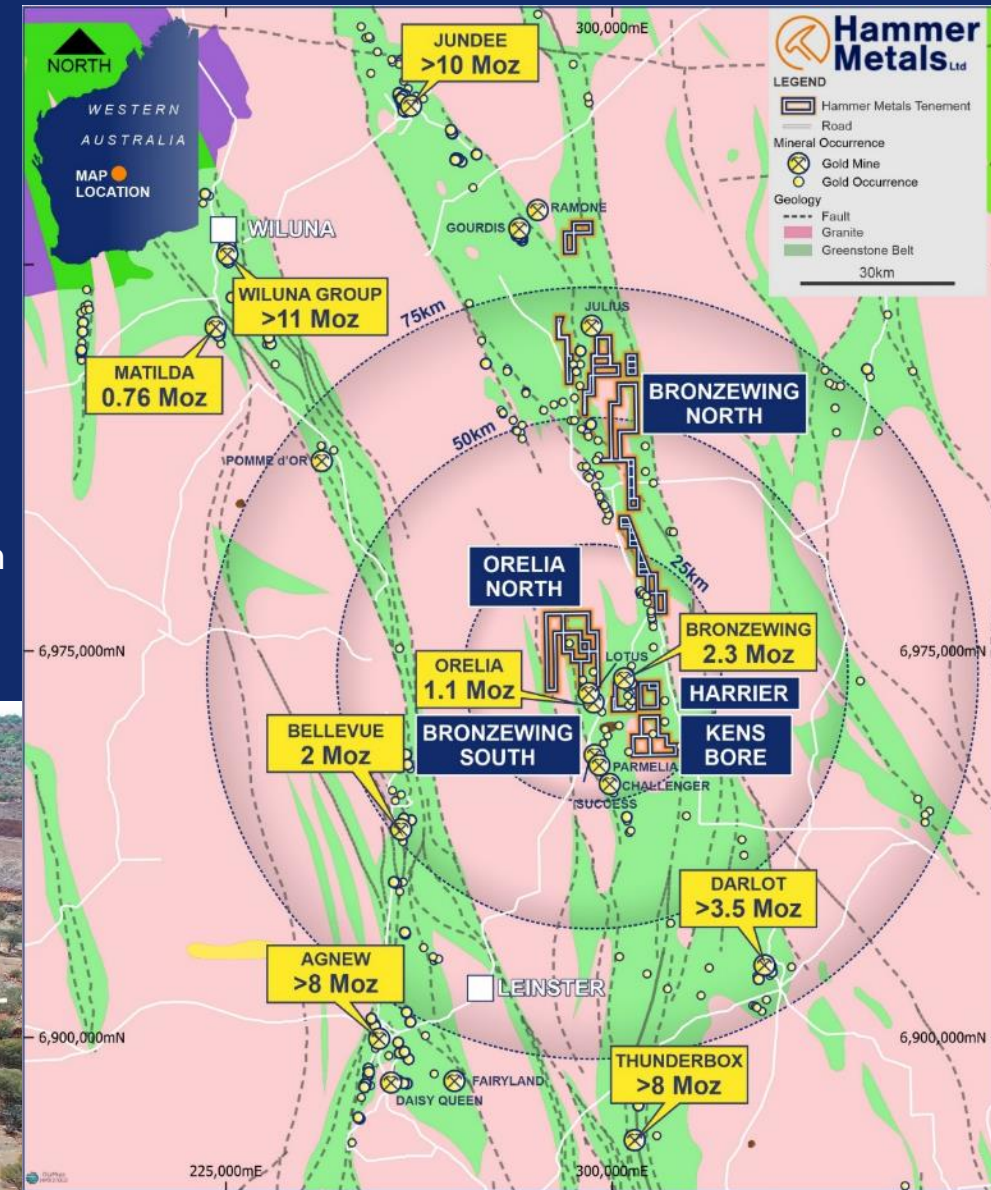 NORTH
WESTERN
AUSTRALIA
MAP
LOCATION
300,000mE
Hammer
Metals Ltd
LEGEND
Hammer Metals Tenement
Road
Mineral Occurrence
Gold Mine
Gold Occurrence
Geology
Fault
Granite
Greenstone Belt
30km
JUNDEE
>10 Moz
RAMONE
GOURDIS
WILUNA
WILUNA GROUP
>11 Moz
75km
JULIUS
MATILDA
0.76 Moz
BRONZEWING
NORTH
50km
POMME d'OR
n
ORELIA
NORTH
25km
6,975,000mN
BRONZEWING
2.3 Moz
6,975,000mN
LOTUS
ORELIA
1.1 Moz
HARRIER
BELLEVUE
2 Moz
BRONZEWING
SOUTH
KENS
BORE
PARMELIA
CHALLENGER
SUCCESS
DARLOT
>3.5 Moz
AGNEW
>8 Moz
LEINSTER
6,900,000mN
6,900,000mN
THUNDERBOX
>8 Moz
FAIRYLAND
DAISY QUEEN
225,000mE
300,000mE